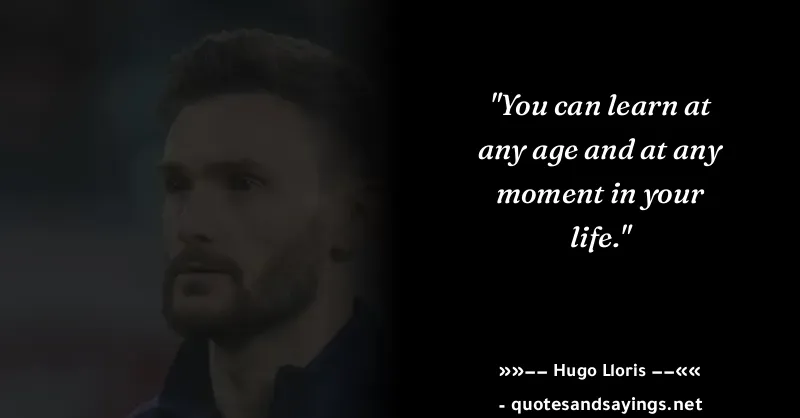 "You can learn at
any age and at any
moment in your
life."
»»−− Hugo Lloris −−««
- quotesandsayings.net